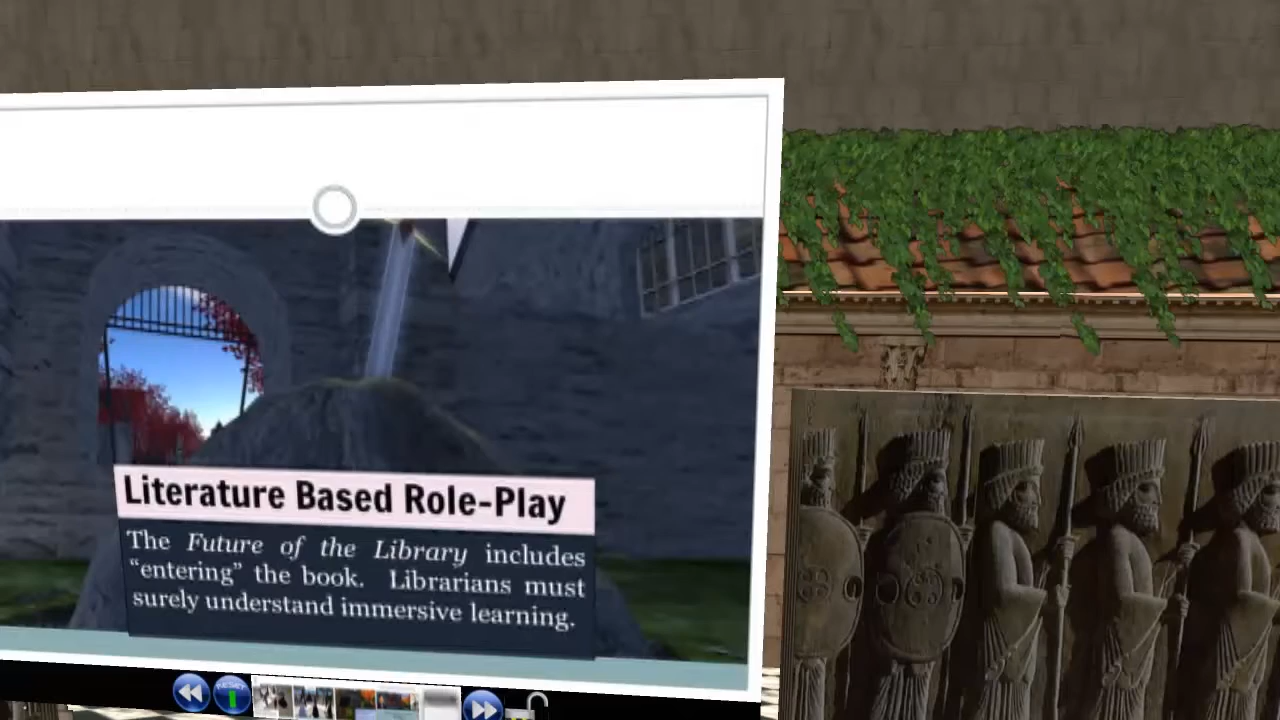 Literature Based Role-Play
The Future of the Library includes
“entering” the book. Librarians must
surely understand immersive learning.
RESET